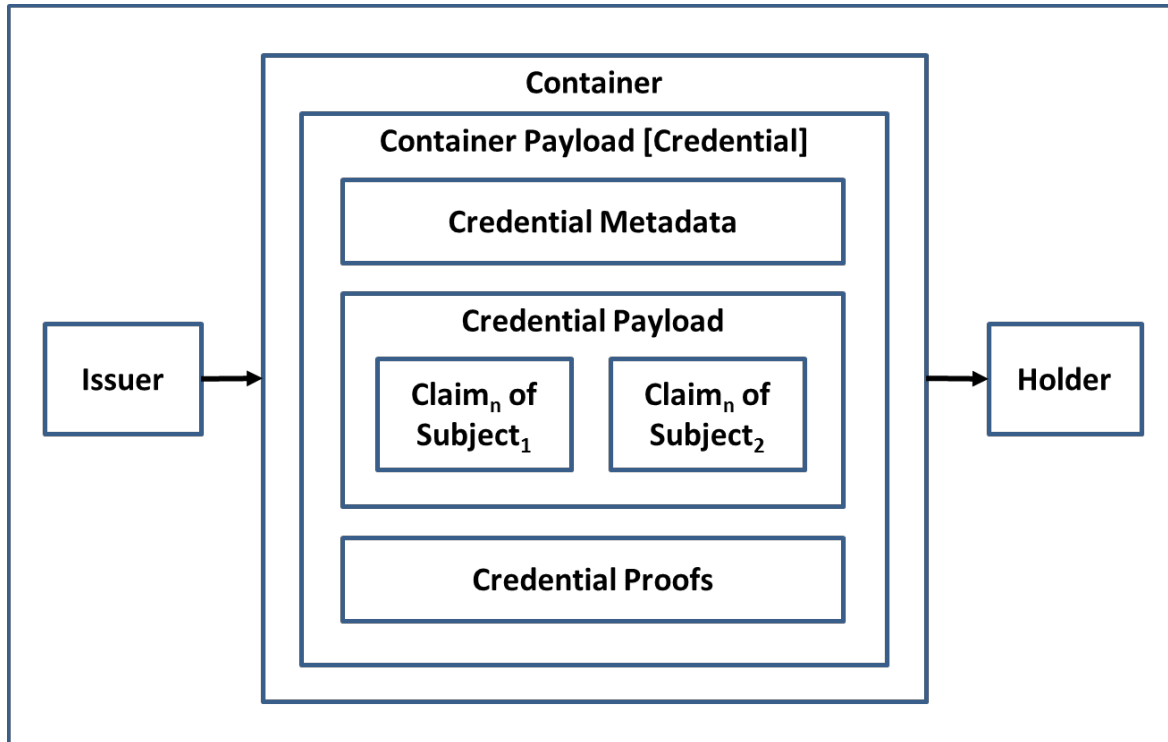 Container
Container Payload [Credential]
Credential Metadata
Credential Payload
Issuer
Claimₙ of
Subject₁
Claimₙ of
Subject₂
Holder
Credential Proofs